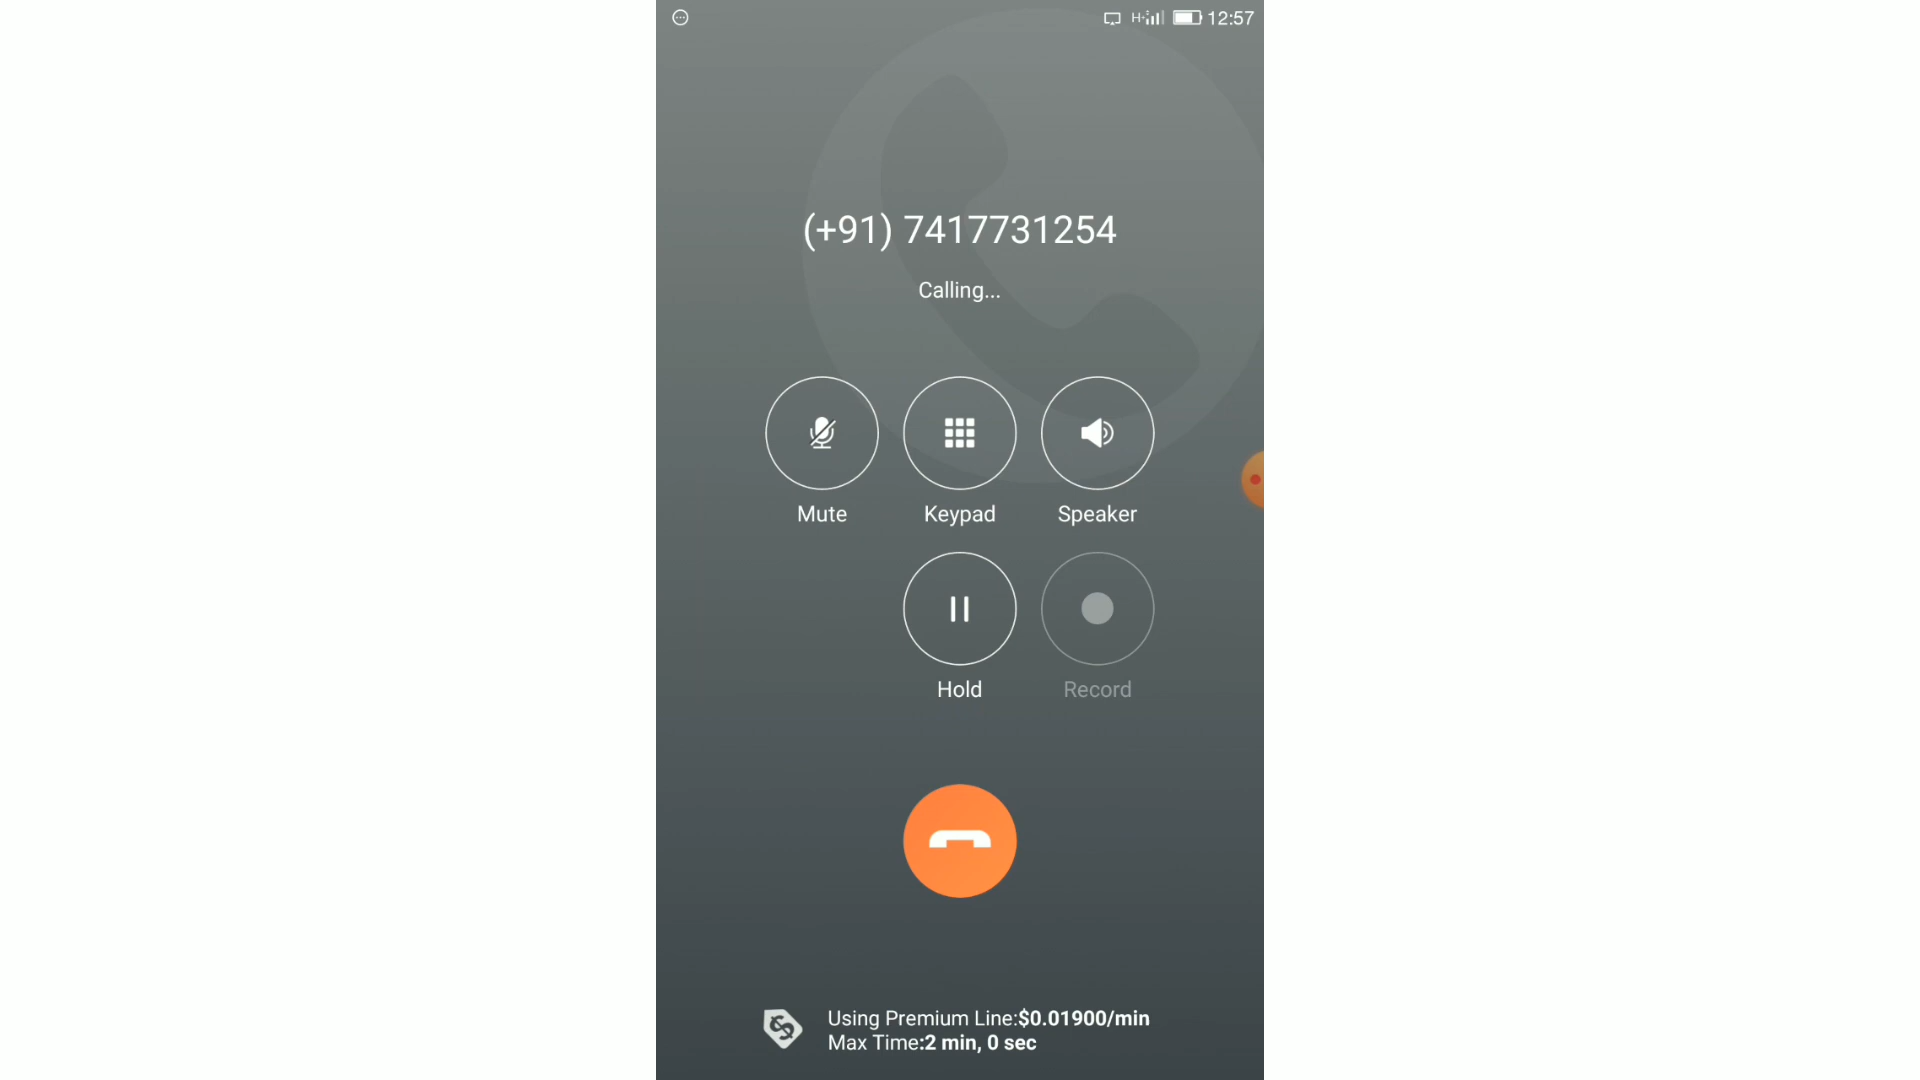 H+ 12:57
(+91) 7417731254
Calling...
Mute Keypad Speaker
Hold Record
Using Premium Line:$0.01900/min
Max Time:2 min, 0 sec